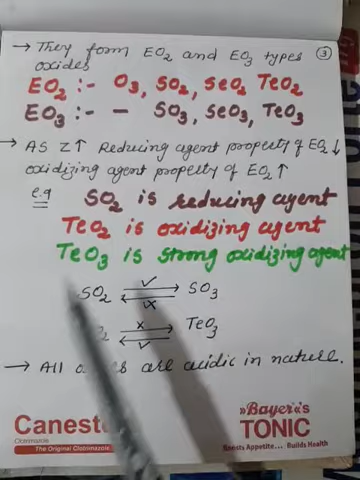 → They form EO₂ and EO₃ types ③
oxides
EO₂ :- O₃, SO₂, SeO₂ TeO₂
EO₃ :- - SO₃, SeO₃, TeO₃
→ AS Z↑ Reducing agent property of EO₂ ↓
oxidizing agent property of EO₂ ↑
e.g SO₂ is reducing agent
TeO₂ is oxidizing agent
TeO₃ is strong oxidizing agent
SO₂ ⇌ SO₃
✓
x
₂ ⇌ TeO₃
x
✓
→ All are acidic in nature.
Canest
Clotrimazole
The Original Clotrimazole
»Bayer«s
TONIC
Boosts Appetite... Builds Health